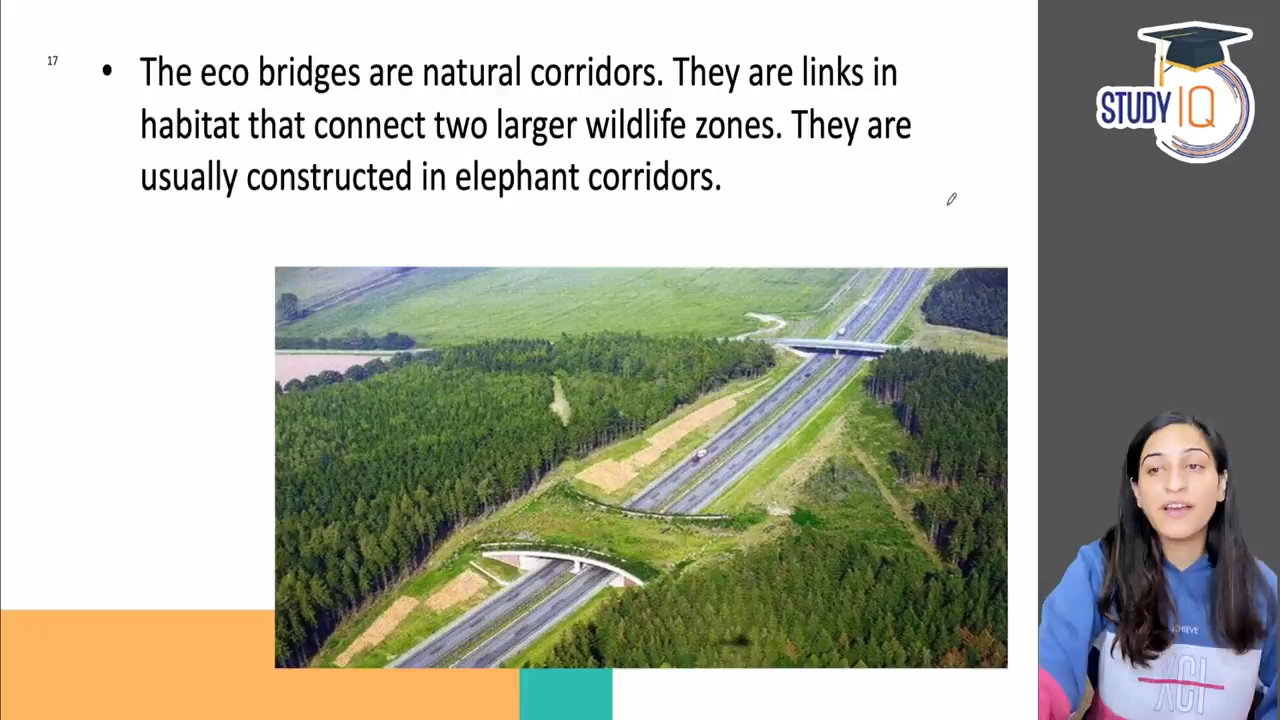 17
• The eco bridges are natural corridors. They are links in
habitat that connect two larger wildlife zones. They are
usually constructed in elephant corridors.
STUDY IQ
XCI